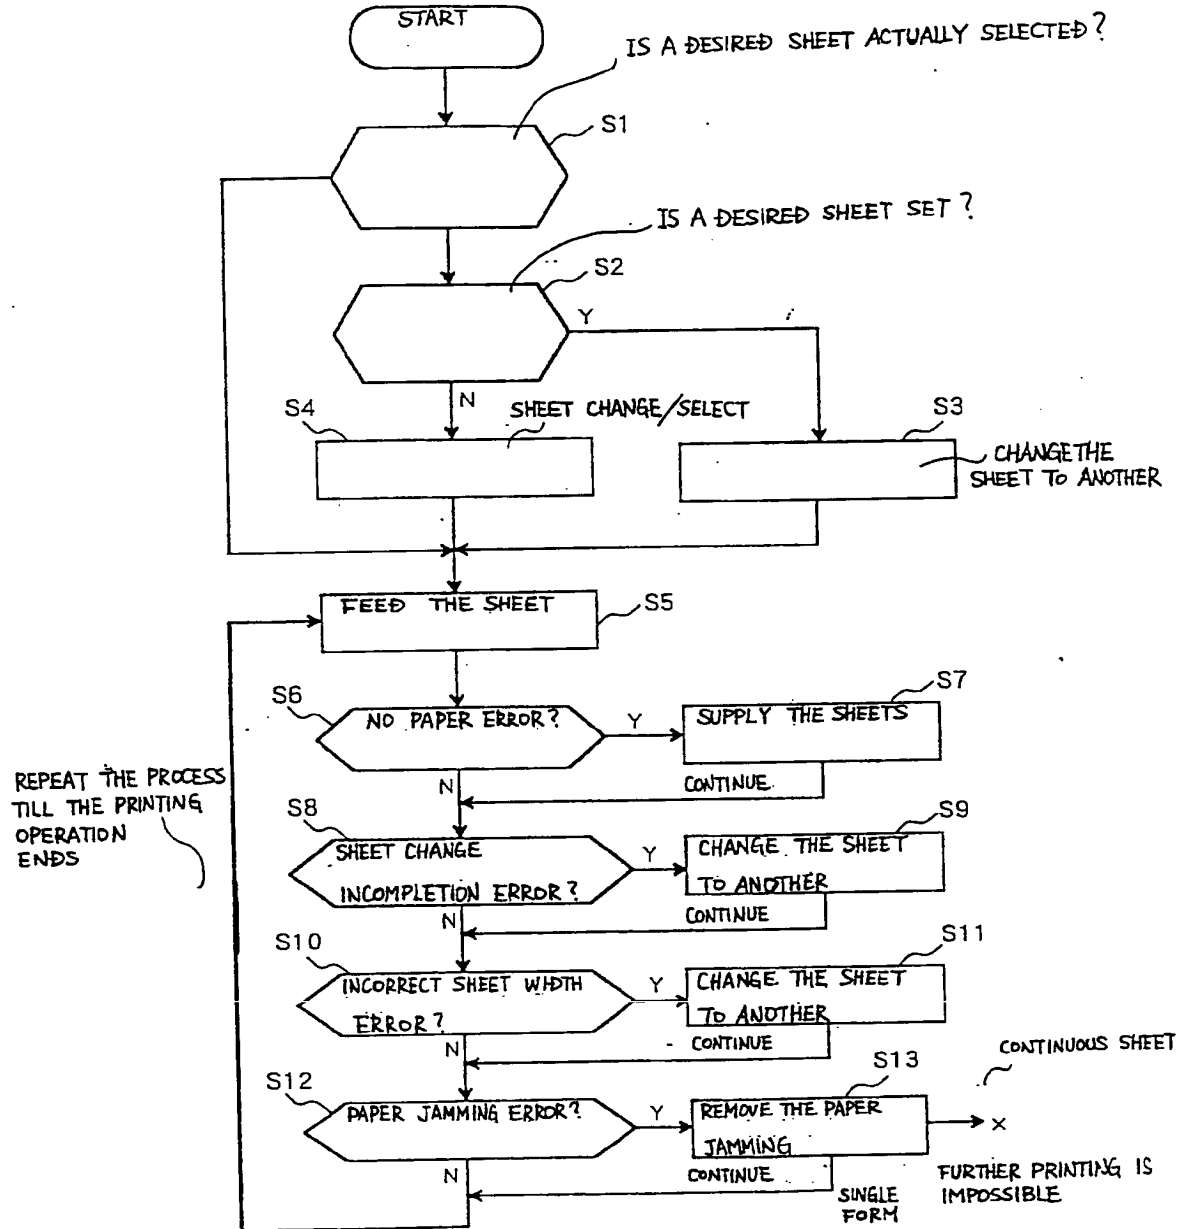 START
IS A DESIRED SHEET ACTUALLY SELECTED?
S1
IS A DESIRED SHEET SET?
S2
Y
N
S4
SHEET CHANGE/SELECT
S3
CHANGE THE
SHEET TO ANOTHER
FEED THE SHEET
S5
S6
NO PAPER ERROR?
Y
S7
SUPPLY THE SHEETS
N
CONTINUE
REPEAT THE PROCESS
TILL THE PRINTING
OPERATION
ENDS
S8
SHEET CHANGE
INCOMPLETION ERROR?
Y
S9
CHANGE THE SHEET
TO ANOTHER
N
CONTINUE
S10
INCORRECT SHEET WIDTH
ERROR?
Y
S11
CHANGE THE SHEET
TO ANOTHER
N
CONTINUE
S12
PAPER JAMMING ERROR?
Y
S13
REMOVE THE PAPER
JAMMING
CONTINUOUS SHEET
×
N
CONTINUE
SINGLE
FORM
FURTHER PRINTING IS
IMPOSSIBLE